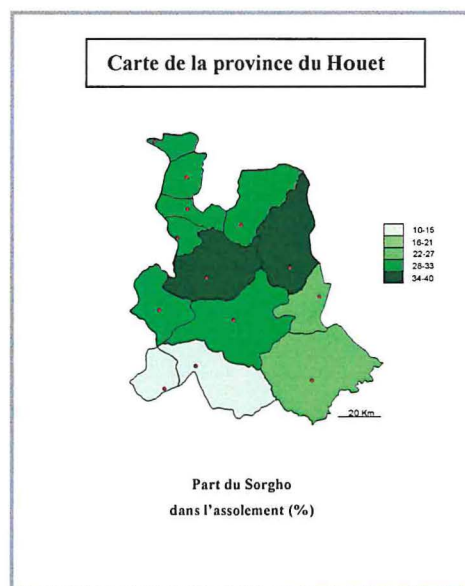 Carte de la province du Houet
10-15
16-21
22-27
28-33
34-40
20 Km
Part du Sorgho
dans l'assolement (%)